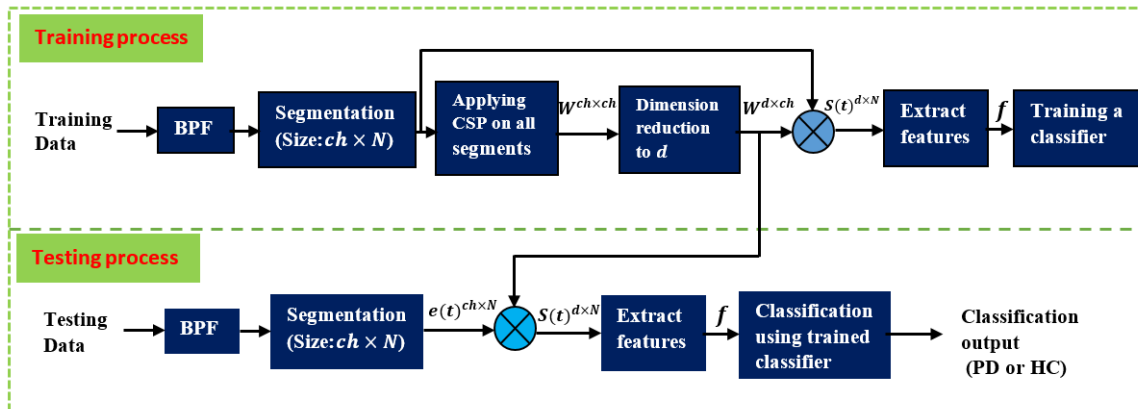 Training process
Training
Data
BPF
Segmentation
(Size:ch × N)
Applying
CSP on all
segments
W^{ch×ch}
Dimension
reduction
to d
W^{d×ch}
S(t)^{d×N}
Extract
features
f
Training a
classifier
Testing process
Testing
Data
BPF
Segmentation
(Size:ch × N)
e(t)^{ch×N}
S(t)^{d×N}
Extract
features
f
Classification
using trained
classifier
Classification
output
(PD or HC)